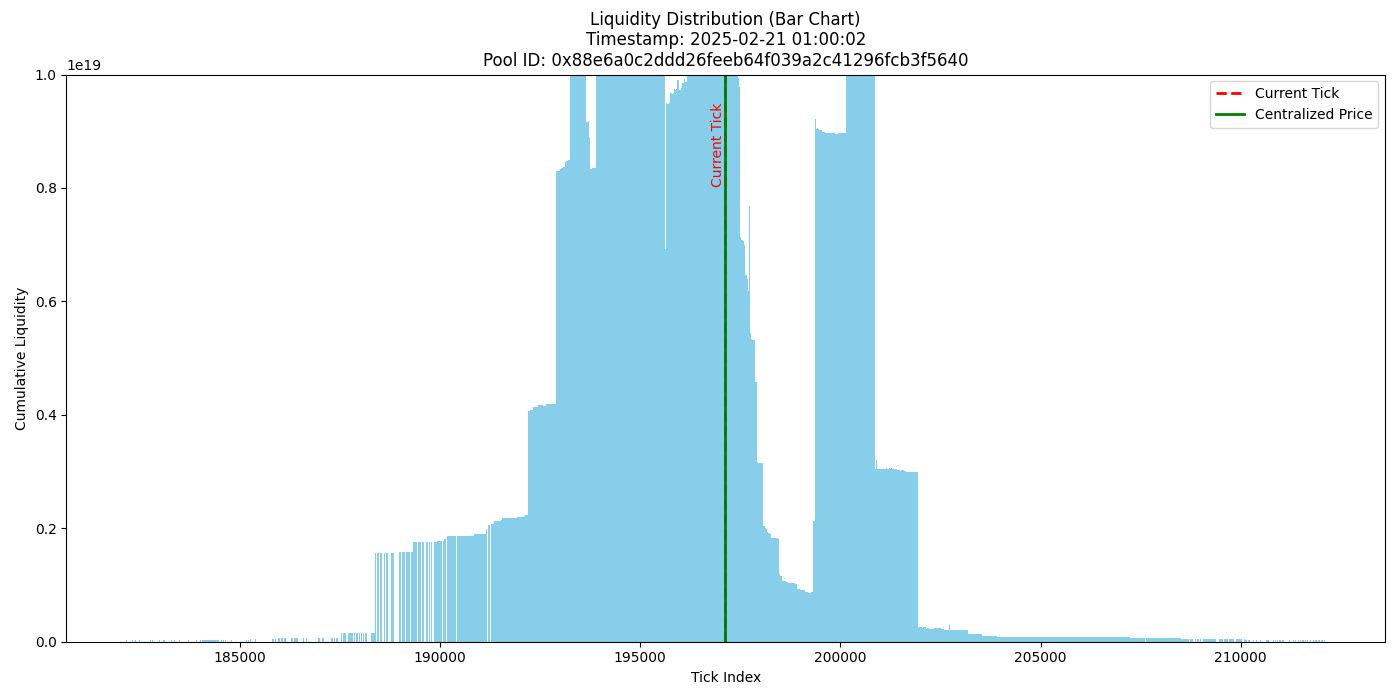 Liquidity Distribution (Bar Chart)
Timestamp: 2025-02-21 01:00:02
Pool ID: 0x88e6a0c2ddd26feeb64f039a2c41296fcb3f5640
1e19
1.0
0.8
0.6
0.4
0.2
0.0
Cumulative Liquidity
Current Tick
Current Tick
Centralized Price
185000
190000
195000
200000
205000
210000
Tick Index